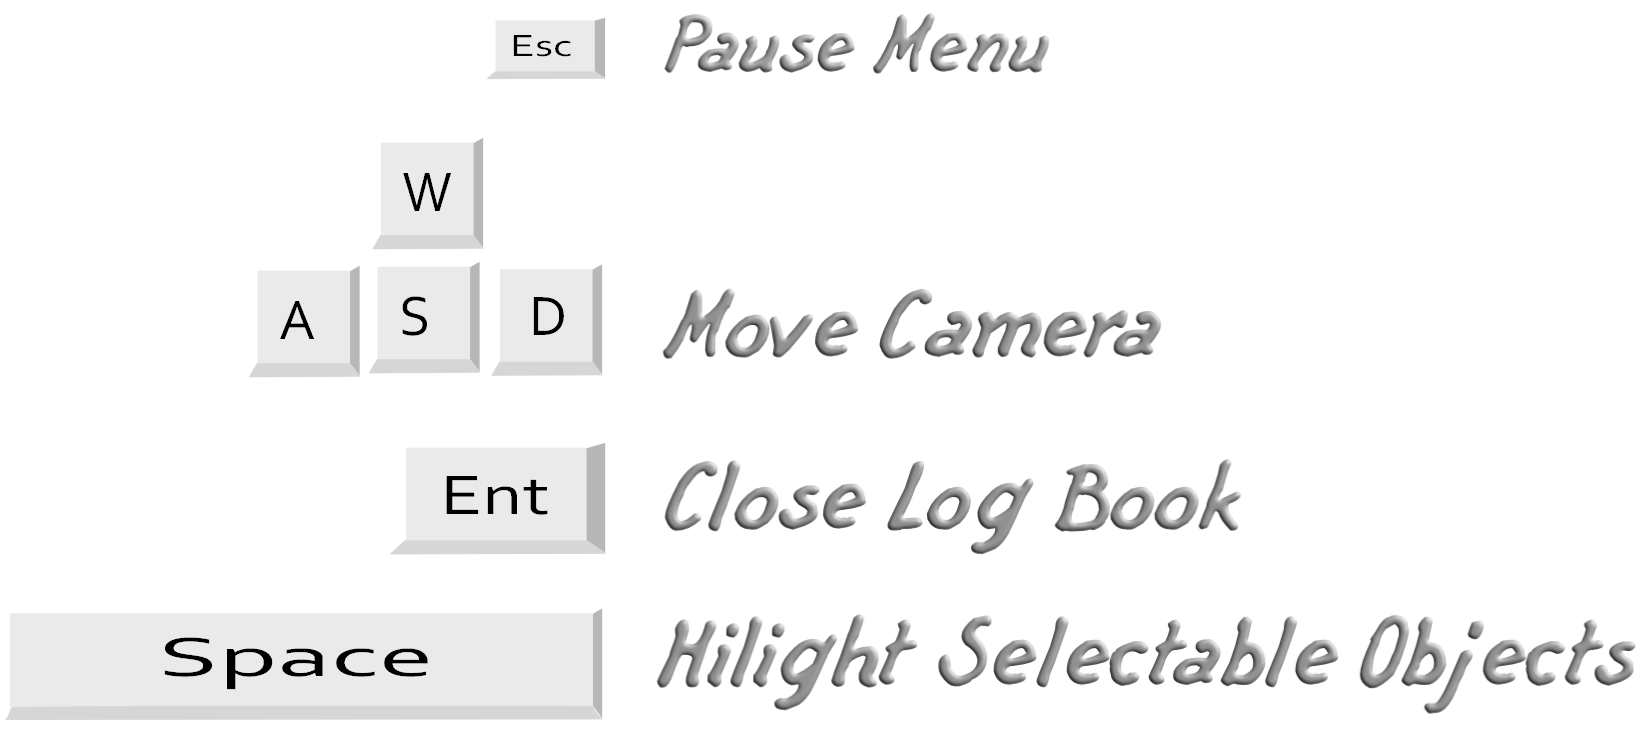 Esc Pause Menu
W
A S D Move Camera
Ent Close Log Book
Space Hilight Selectable Objects